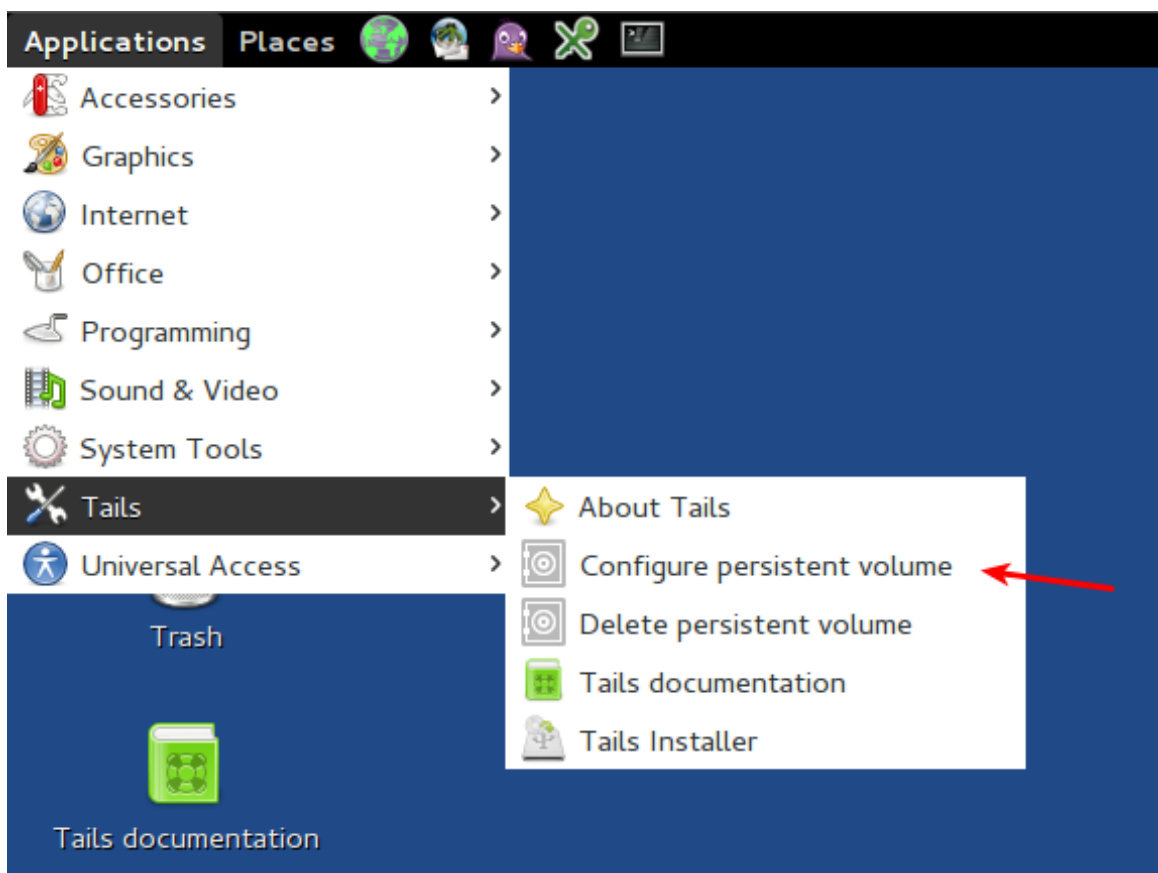 Applications Places
Accessories
Graphics
Internet
Office
Programming
Sound & Video
System Tools
Tails
Universal Access
About Tails
Configure persistent volume
Delete persistent volume
Tails documentation
Tails Installer
Trash
Tails documentation